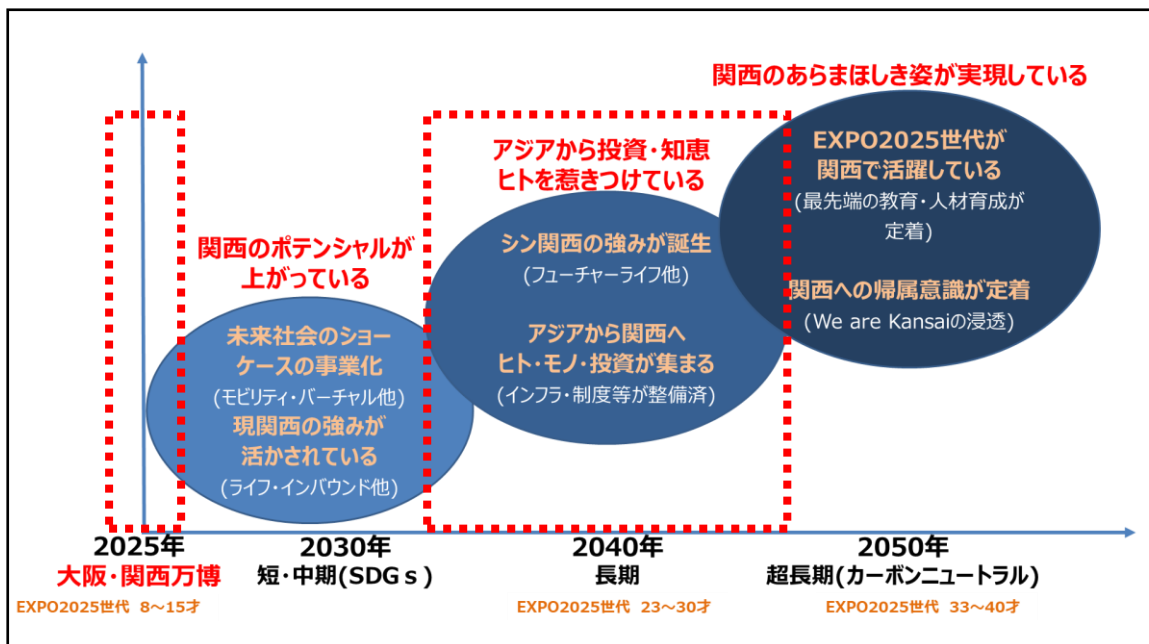 関西のあらまほしき姿が実現している
EXPO2025世代が
関西で活躍している
(最先端の教育・人材育成が
定着)
関西への帰属意識が定着
(We are Kansaiの浸透)
アジアから投資・知恵
ヒトを惹きつけている
シン関西の強みが誕生
(フューチャーライフ他)
アジアから関西へ
ヒト・モノ・投資が集まる
(インフラ・制度等が整備済)
関西のポテンシャルが
上がっている
未来社会のショー
ケースの事業化
(モビリティ・バーチャル他)
現関西の強みが
活かされている
(ライフ・インバウンド他)
2025年
大阪・関西万博
EXPO2025世代 8～15才
2030年
短・中期(SDGｓ)
2040年
長期
EXPO2025世代 23～30才
2050年
超長期(カーボンニュートラル)
EXPO2025世代 33～40才